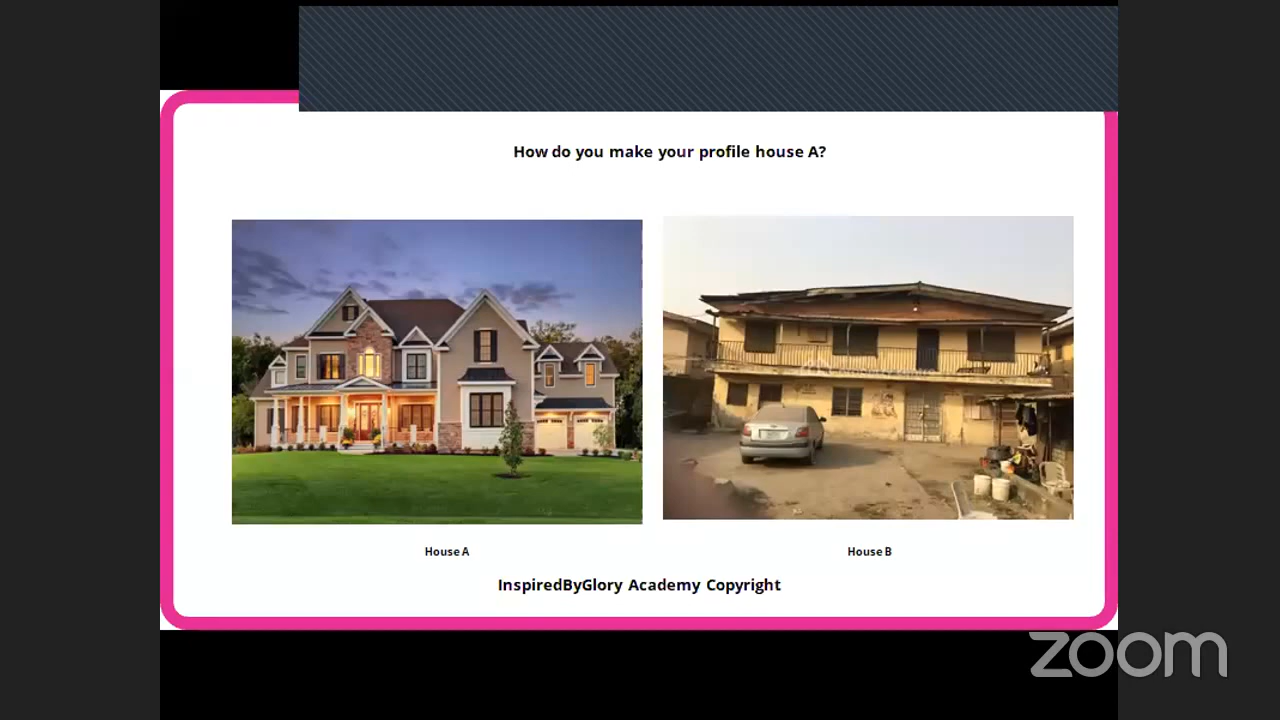 How do you make your profile house A?
House A
House B
InspiredByGlory Academy Copyright
zoom